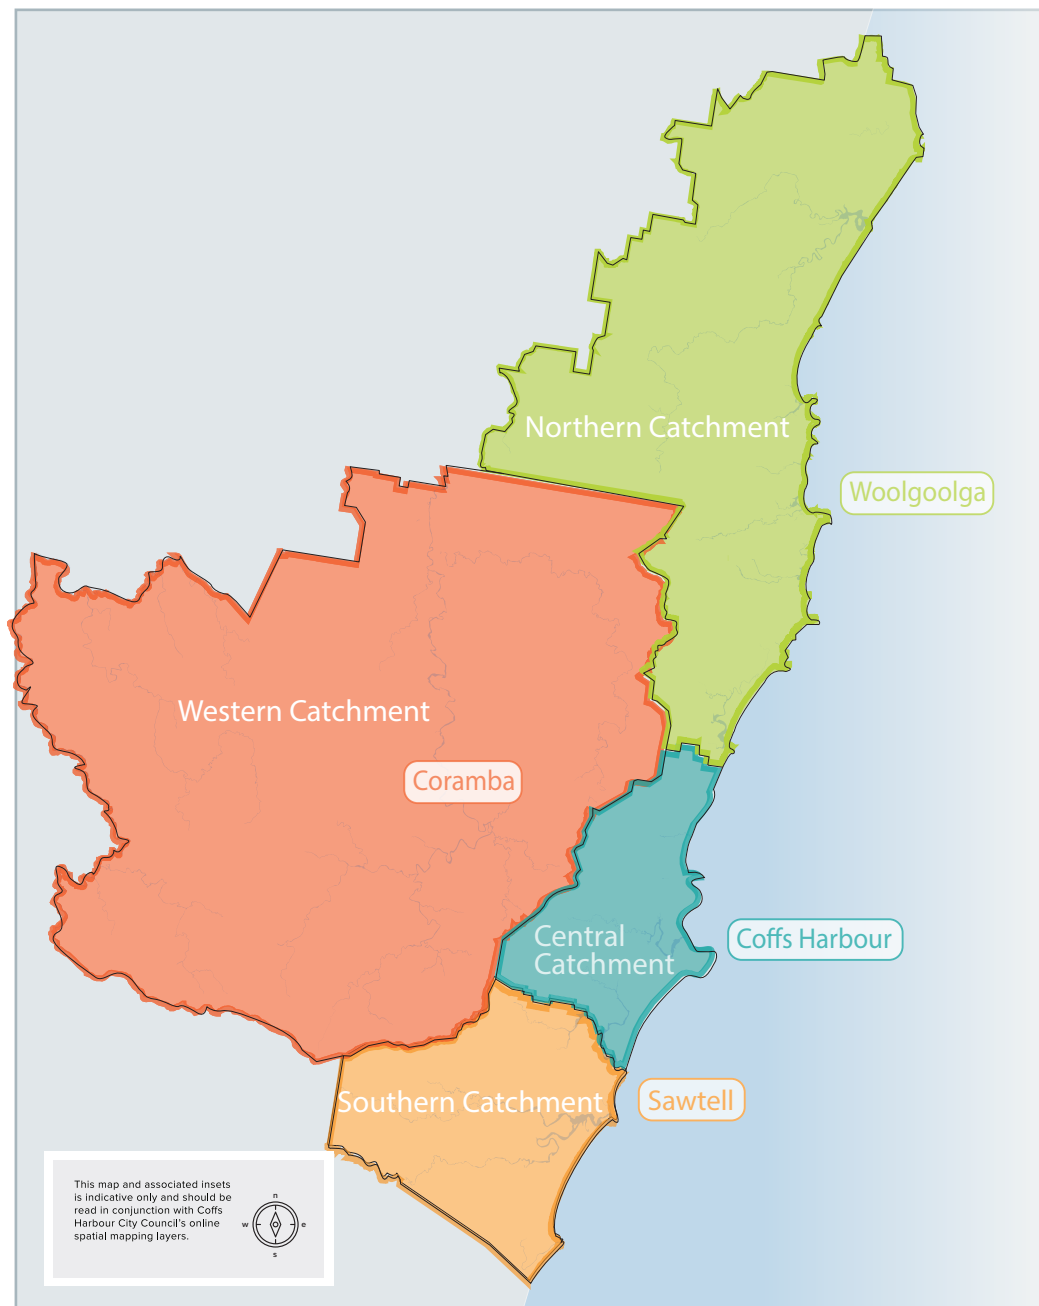 Northern Catchment
Woolgoolga
Western Catchment
Coramba
Central
Catchment
Coffs Harbour
Southern Catchment
Sawtell
This map and associated insets
is indicative only and should be
read in conjunction with Coffs
Harbour City Council's online
spatial mapping layers.
n
w
e
s